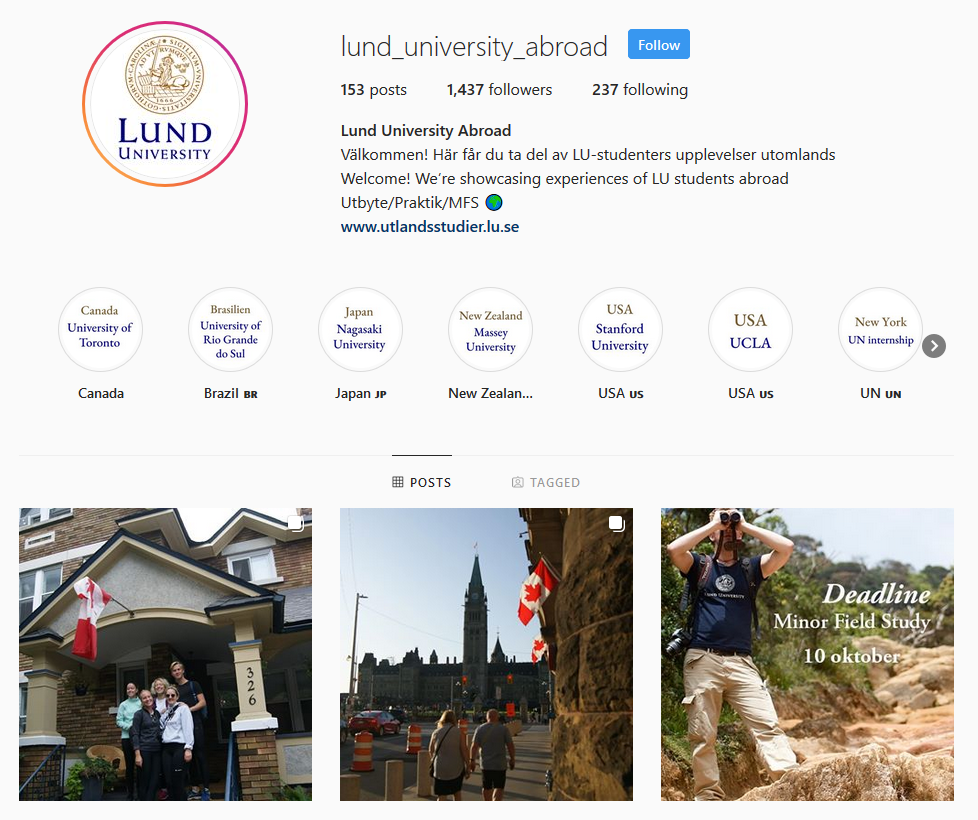 lund_university_abroad
Follow
153 posts
1,437 followers
237 following
LUND
UNIVERSITY
1666
Lund University Abroad
Välkommen! Här får du ta del av LU-studenters upplevelser utomlands
Welcome! We're showcasing experiences of LU students abroad
Utbyte/Praktik/MFS
www.utlandsstudier.lu.se
Canada
University of
Toronto
Canada
Brasilien
University of
Rio Grande
do Sul
Brazil BR
Japan
Nagasaki
University
Japan JP
New Zealand
Massey
University
New Zealan...
USA
Stanford
University
USA US
USA
UCLA
USA US
New York
UN internship
UN UN
POSTS
TAGGED
326
LUND UNIVERSITY
Deadline
Minor Field Study
10 oktober